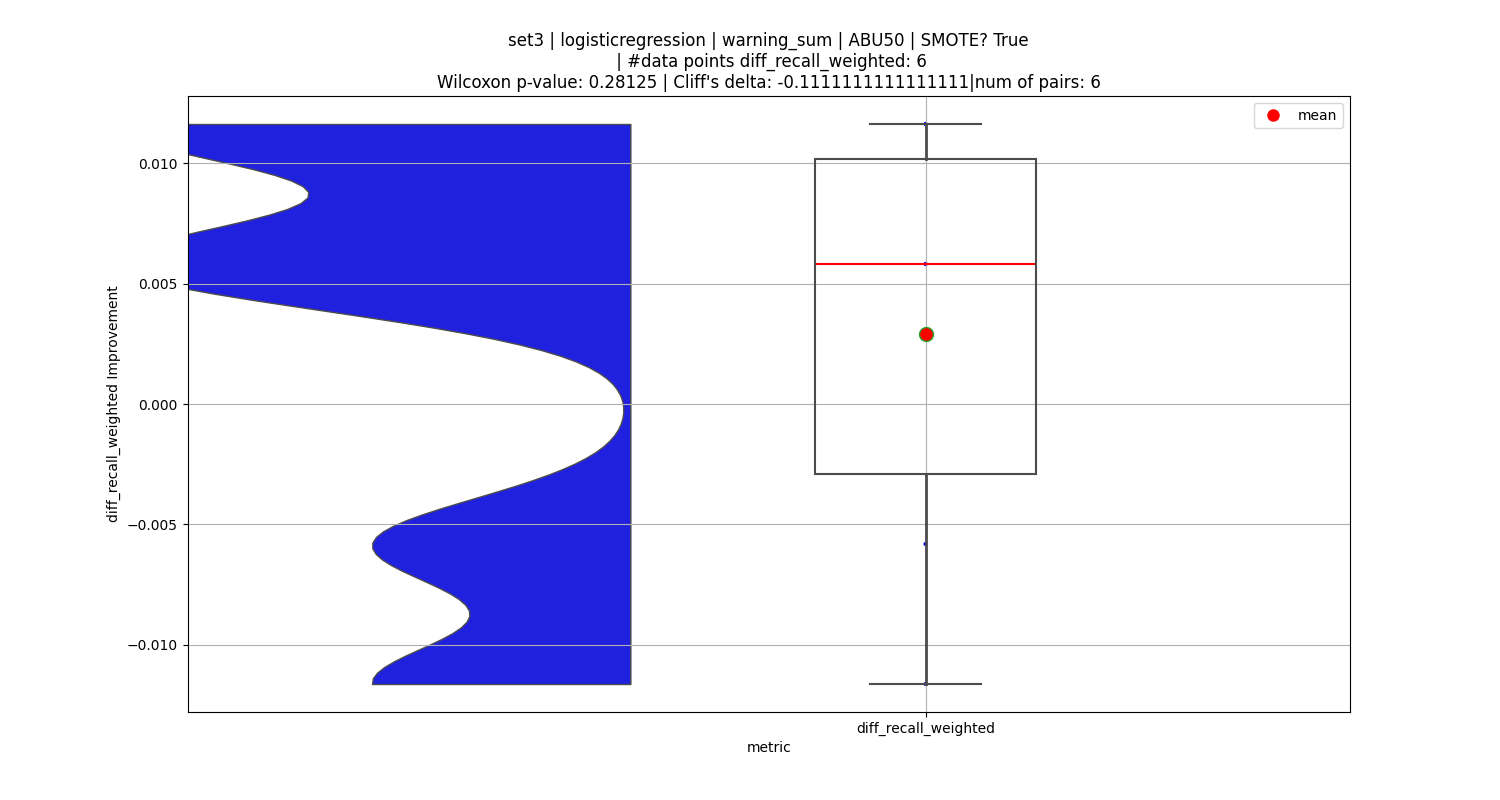 set3 | logisticregression | warning_sum | ABU50 | SMOTE? True
| #data points diff_recall_weighted: 6
Wilcoxon p-value: 0.28125 | Cliff's delta: -0.1111111111111111|num of pairs: 6
mean
0.010
0.005
0.000
−0.005
−0.010
diff_recall_weighted Improvement
diff_recall_weighted
metric